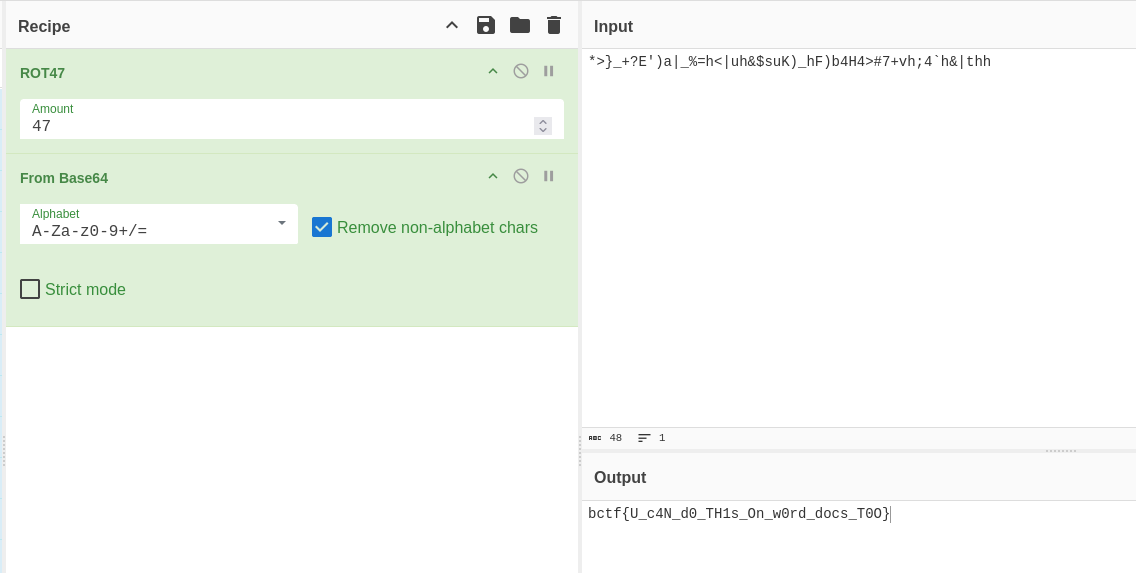 Recipe
ROT47
Amount
47
From Base64
Alphabet
A-Za-z0-9+/=
Remove non-alphabet chars
Strict mode
Input
*>}_+?E')a|_%=h<|uh&$suK)_hF)b4H4>#7+vh;4`h&|thh
ABC 48 1
Output
bctf{U_c4N_d0_TH1s_On_w0rd_docs_T0O}